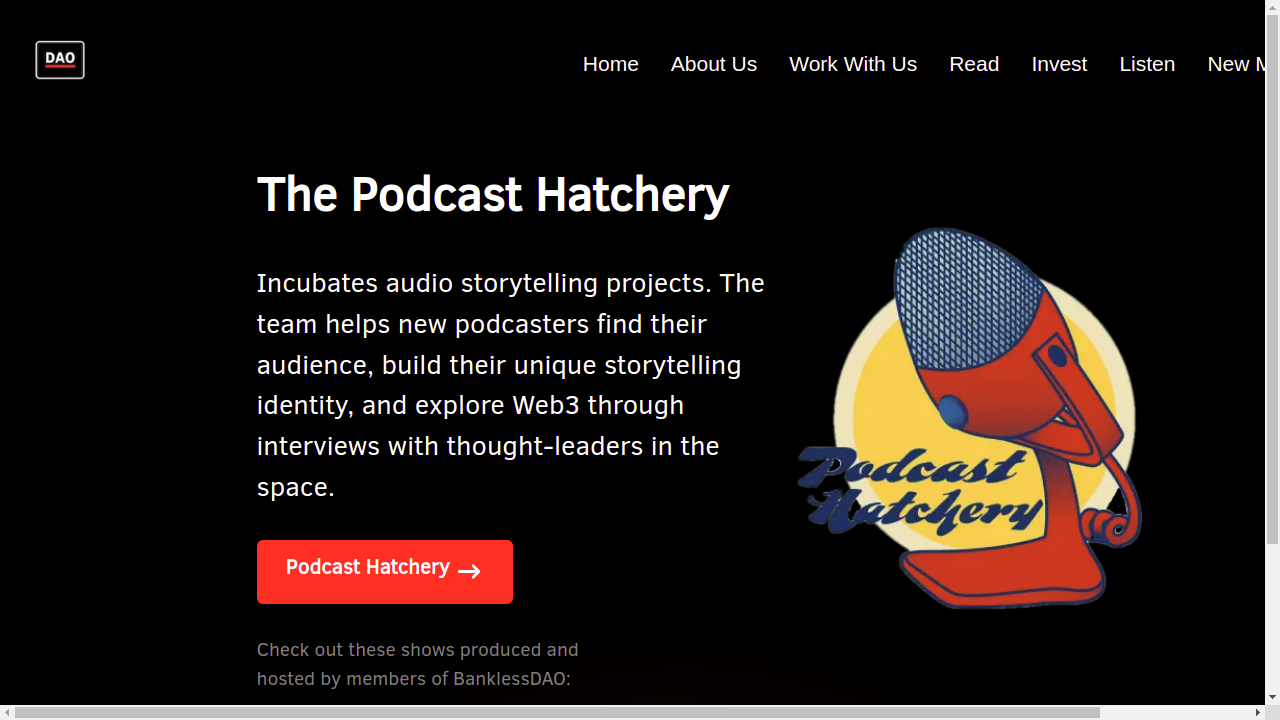 DAO
Home About Us Work With Us Read Invest Listen New
The Podcast Hatchery
Incubates audio storytelling projects. The
team helps new podcasters find their
audience, build their unique storytelling
identity, and explore Web3 through
interviews with thought-leaders in the
space.
Podcast Hatchery →
Podcast
Hatchery
Check out these shows produced and
hosted by members of BanklessDAO: